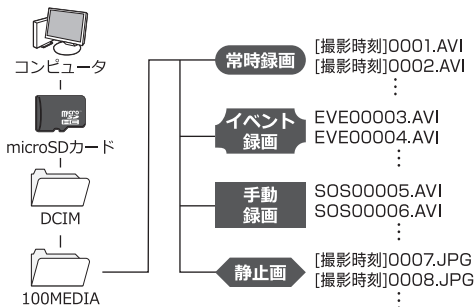 コンピュータ
microSDカード
DCIM
100MEDIA
常時録画
[撮影時刻]0001.AVI
[撮影時刻]0002.AVI
⋮
イベント
録画
EVE00003.AVI
EVE00004.AVI
⋮
手動
録画
SOS00005.AVI
SOS00006.AVI
⋮
静止画
[撮影時刻]0007.JPG
[撮影時刻]0008.JPG
⋮